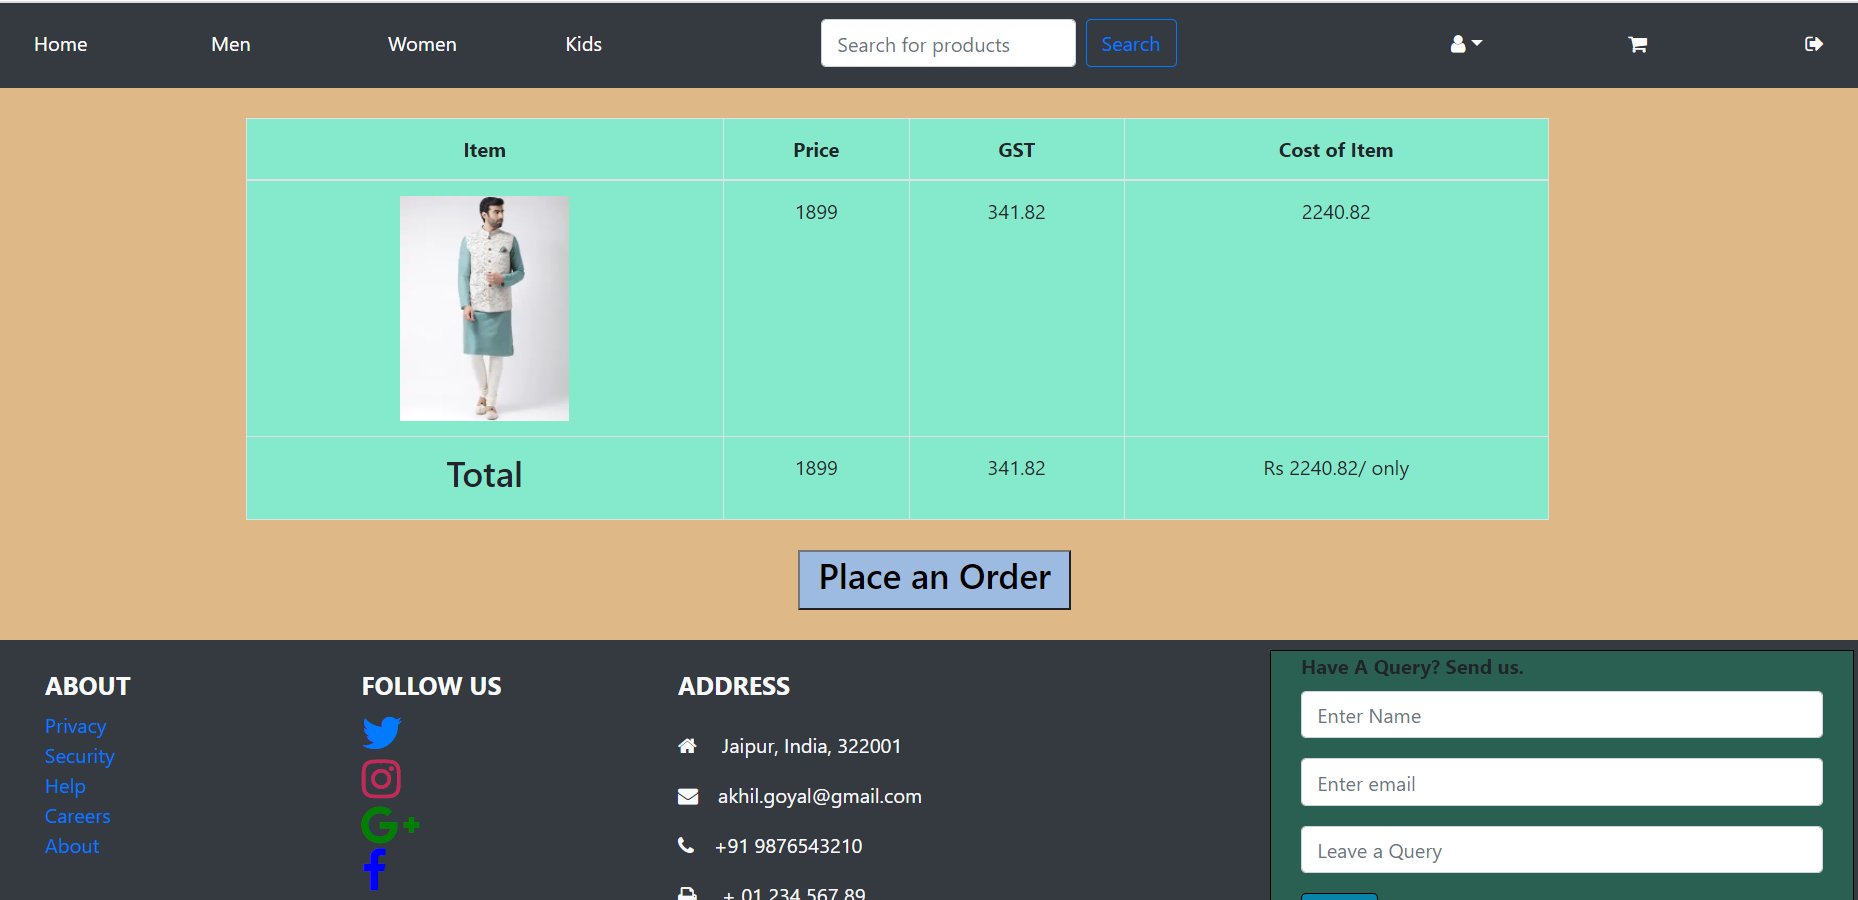 Home Men Women Kids Search for products Search
Item Price GST Cost of Item
1899 341.82 2240.82
Total 1899 341.82 Rs 2240.82/ only
Place an Order
ABOUT
Privacy
Security
Help
Careers
About
FOLLOW US
G+
ADDRESS
Jaipur, India, 322001
akhil.goyal@gmail.com
+91 9876543210
+ 01 234 567 89
Have A Query? Send us.
Enter Name
Enter email
Leave a Query